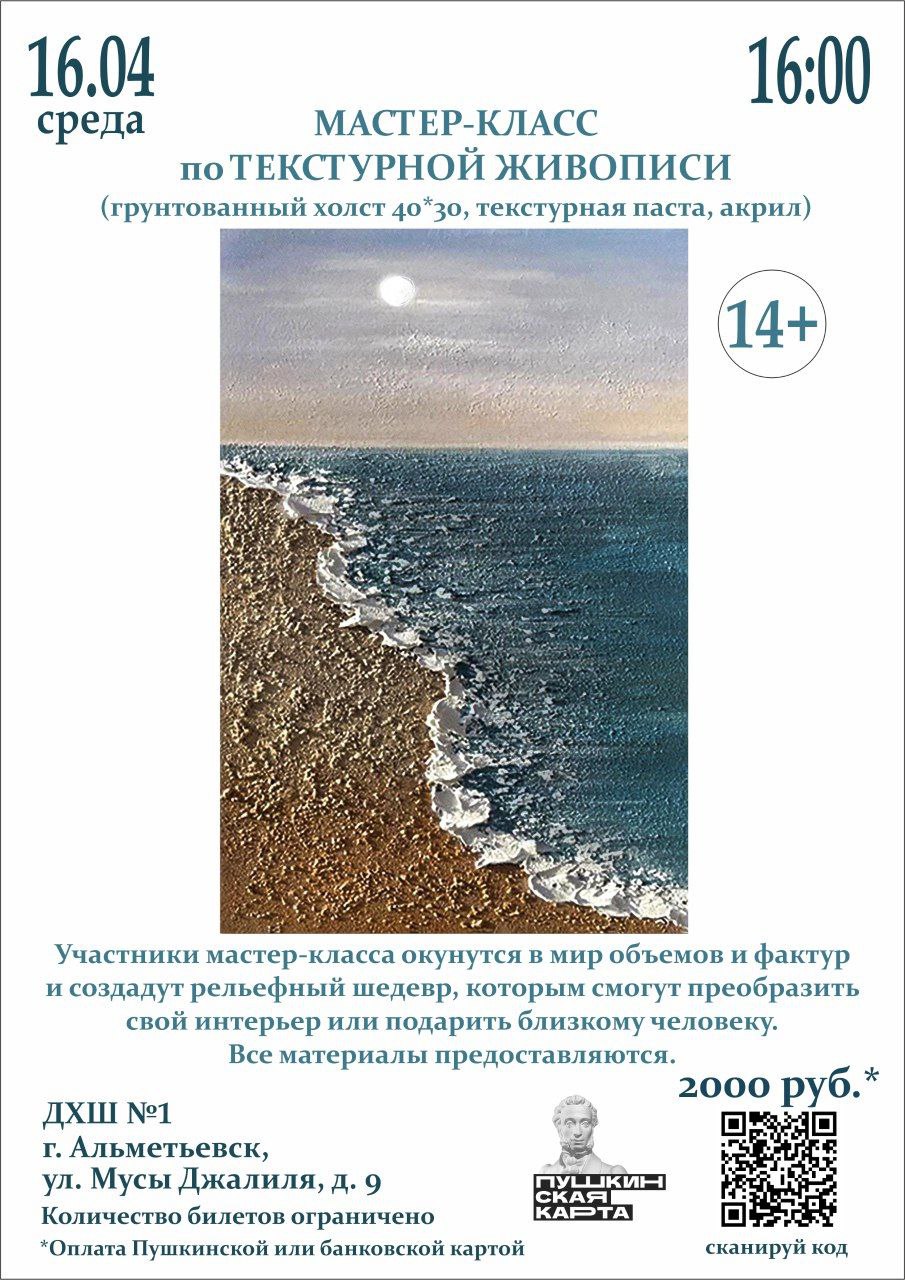 16.04
среда
16:00
МАСТЕР-КЛАСС
по ТЕКСТУРНОЙ ЖИВОПИСИ
(грунтованный холст 40*30, текстурная паста, акрил)
14+
Участники мастер-класса окунутся в мир объемов и фактур
и создадут рельефный шедевр, которым смогут преобразить
свой интерьер или подарить близкому человеку.
Все материалы предоставляются.
2000 руб.*
ДХШ №1
г. Альметьевск,
ул. Мусы Джалиля, д. 9
Количество билетов ограничено
*Оплата Пушкинской или банковской картой
ПУШКИН
СКАЯ
КАРТА
сканируй код